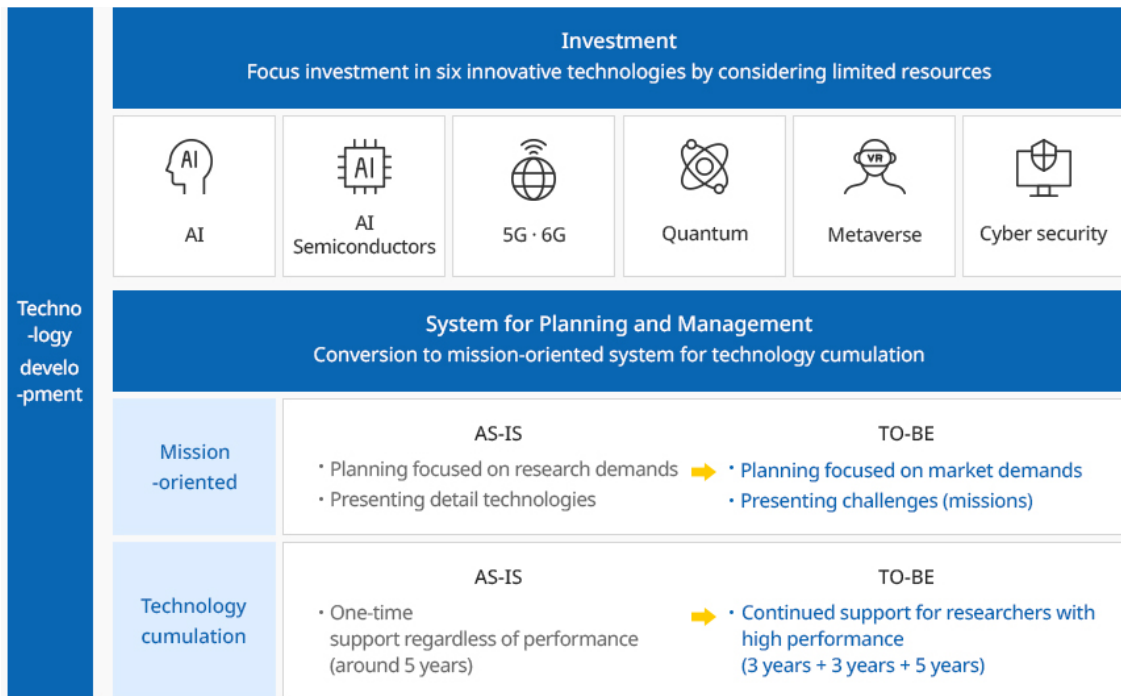 Techno
-logy
develo
-pment
Investment
Focus investment in six innovative technologies by considering limited resources
AI
AI
AI
AI
Semiconductors
5G · 6G
Quantum
VR
Metaverse
Cyber security
System for Planning and Management
Conversion to mission-oriented system for technology cumulation
Mission
-oriented
AS-IS
· Planning focused on research demands
· Presenting detail technologies
TO-BE
· Planning focused on market demands
· Presenting challenges (missions)
Technology
cumulation
AS-IS
· One-time
support regardless of performance
(around 5 years)
TO-BE
· Continued support for researchers with
high performance
(3 years + 3 years + 5 years)